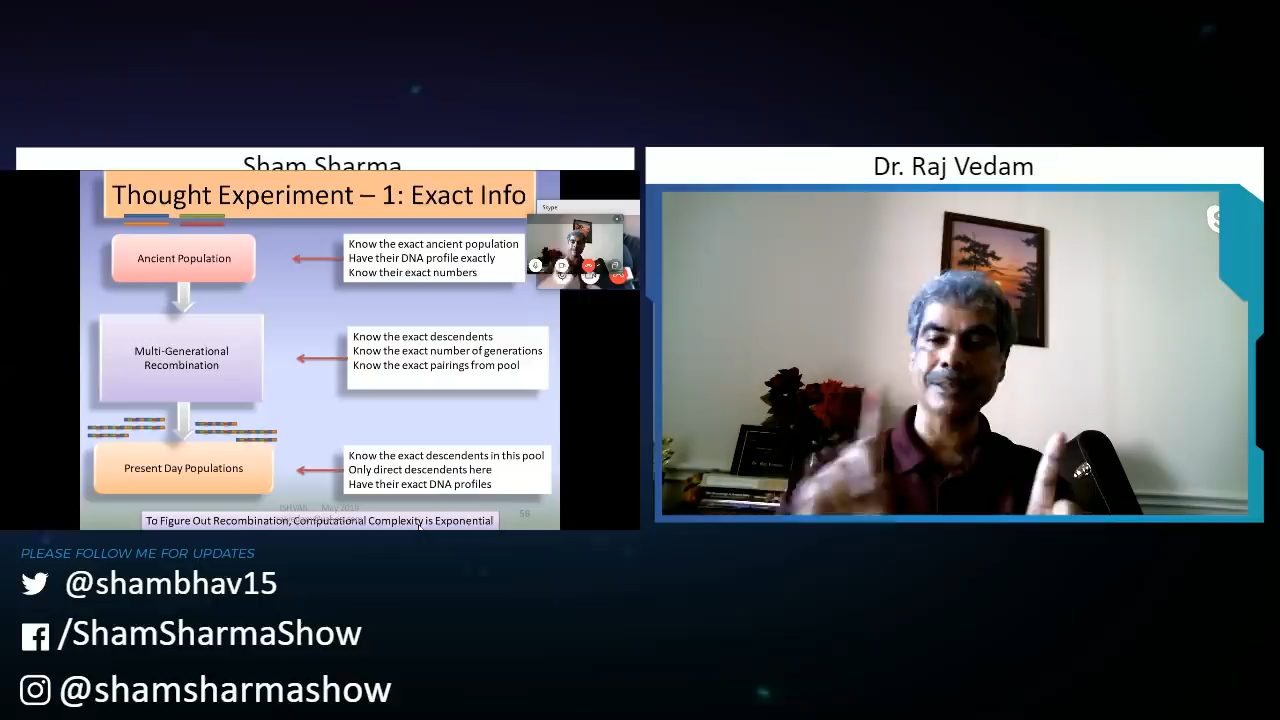 Sham Sharma
Dr. Raj Vedam
Thought Experiment – 1: Exact Info
Skype
Ancient Population
Know the exact ancient population
Have their DNA profile exactly
Know their exact numbers
Multi-Generational
Recombination
Know the exact descendents
Know the exact number of generations
Know the exact pairings from pool
Present Day Populations
Know the exact descendents in this pool
Only direct descendents here
Have their exact DNA profiles
May 2019
56
To Figure Out Recombination, Computational Complexity is Exponential
PLEASE FOLLOW ME FOR UPDATES
@shambhav15
/ShamSharmaShow
@shamsharmashow